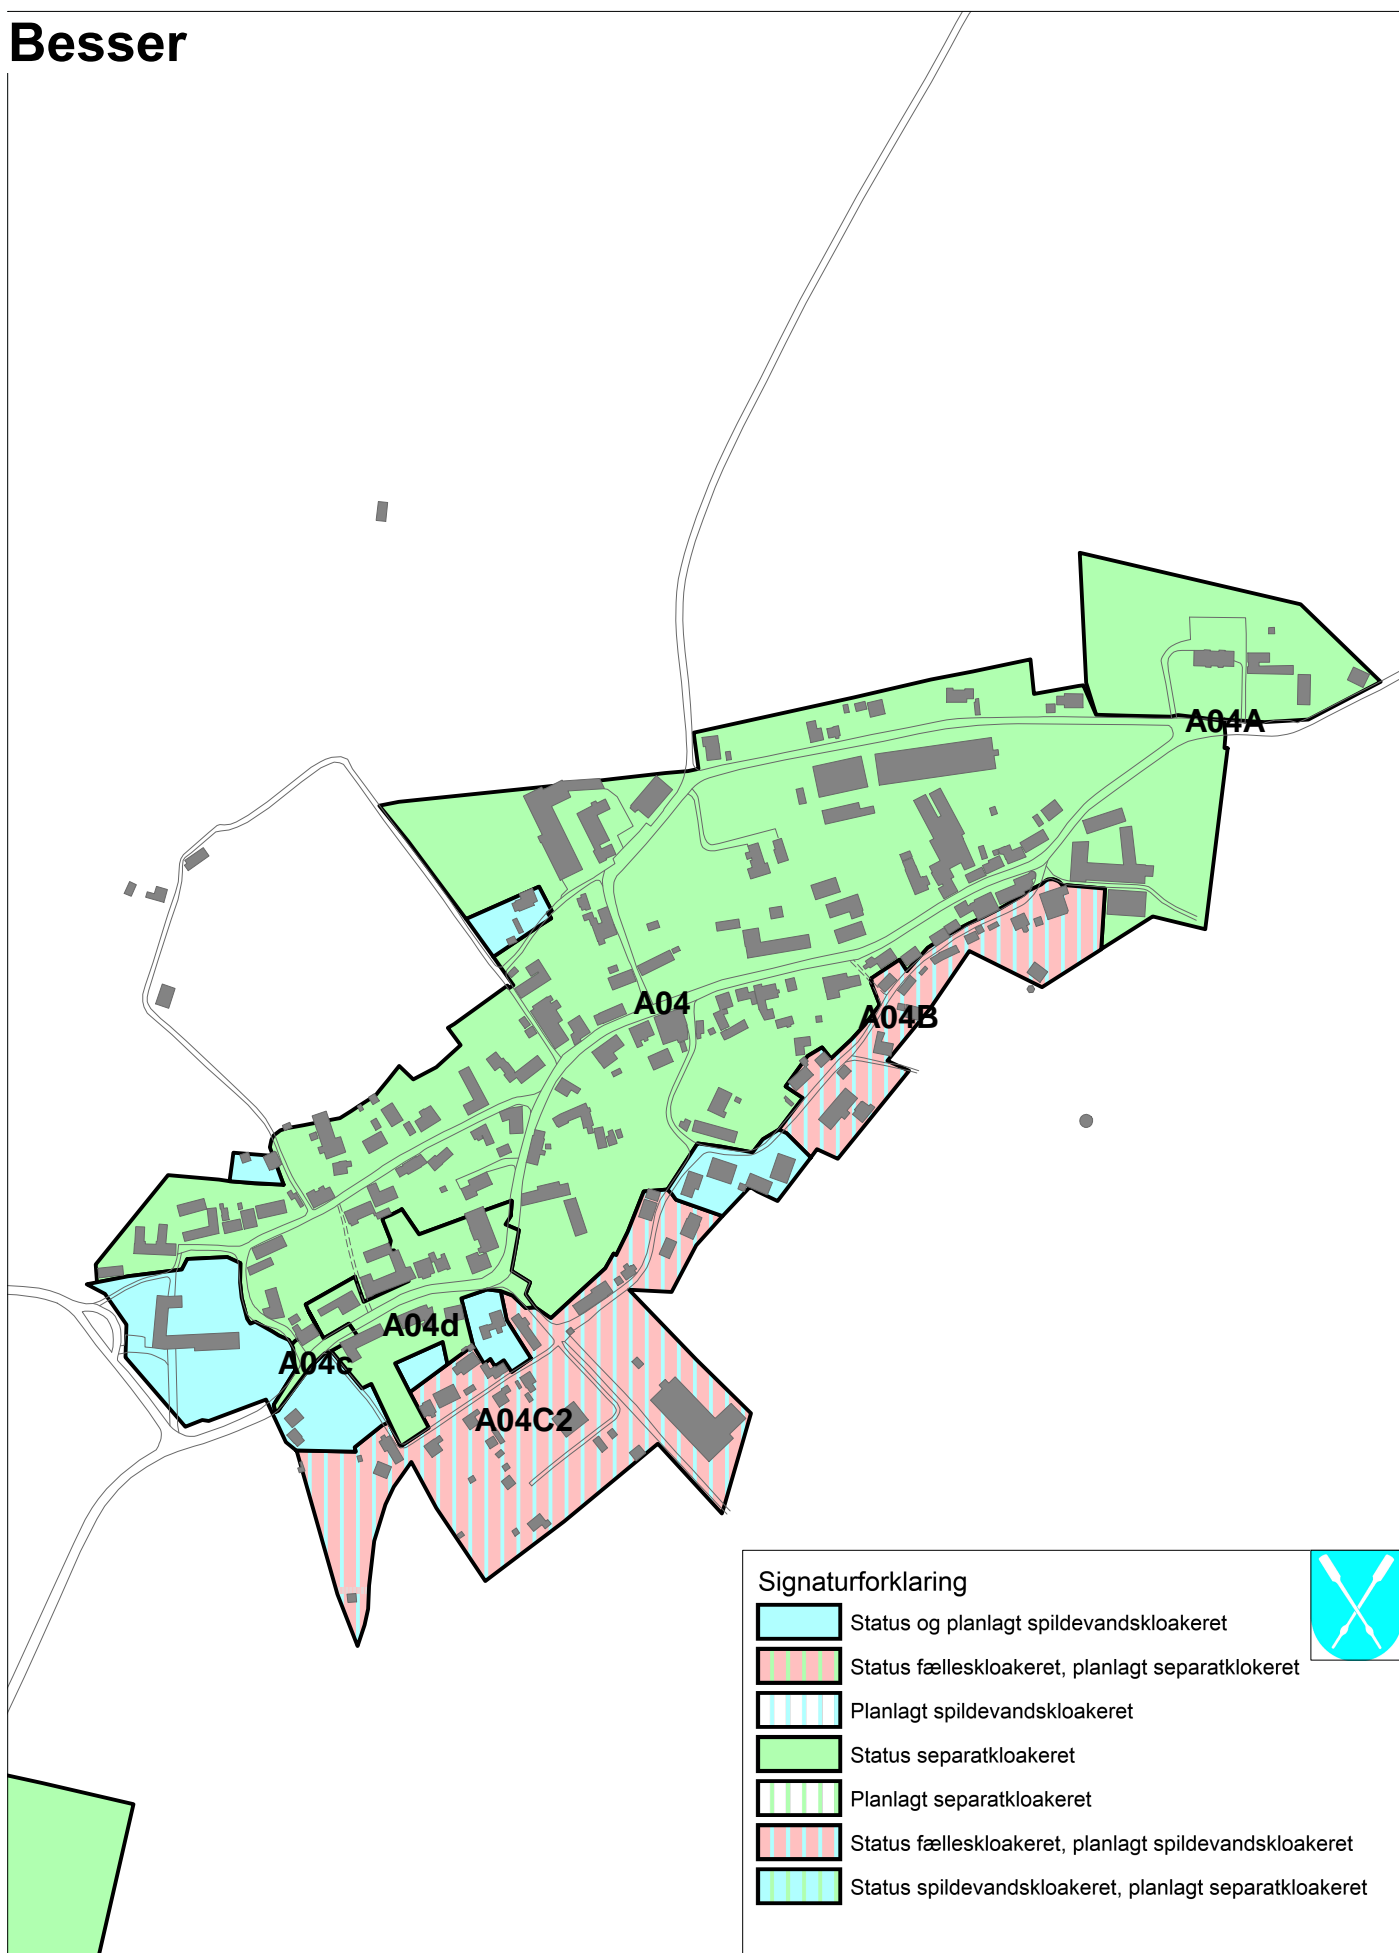 Besser
A04A
A04
A04B
A04d
A04c
A04C2
Signaturforklaring
Status og planlagt spildevandskloakeret
Status fælleskloakeret, planlagt separatklokeret
Planlagt spildevandskloakeret
Status separatkloakeret
Planlagt separatkloakeret
Status fælleskloakeret, planlagt spildevandskloakeret
Status spildevandskloakeret, planlagt separatkloakeret